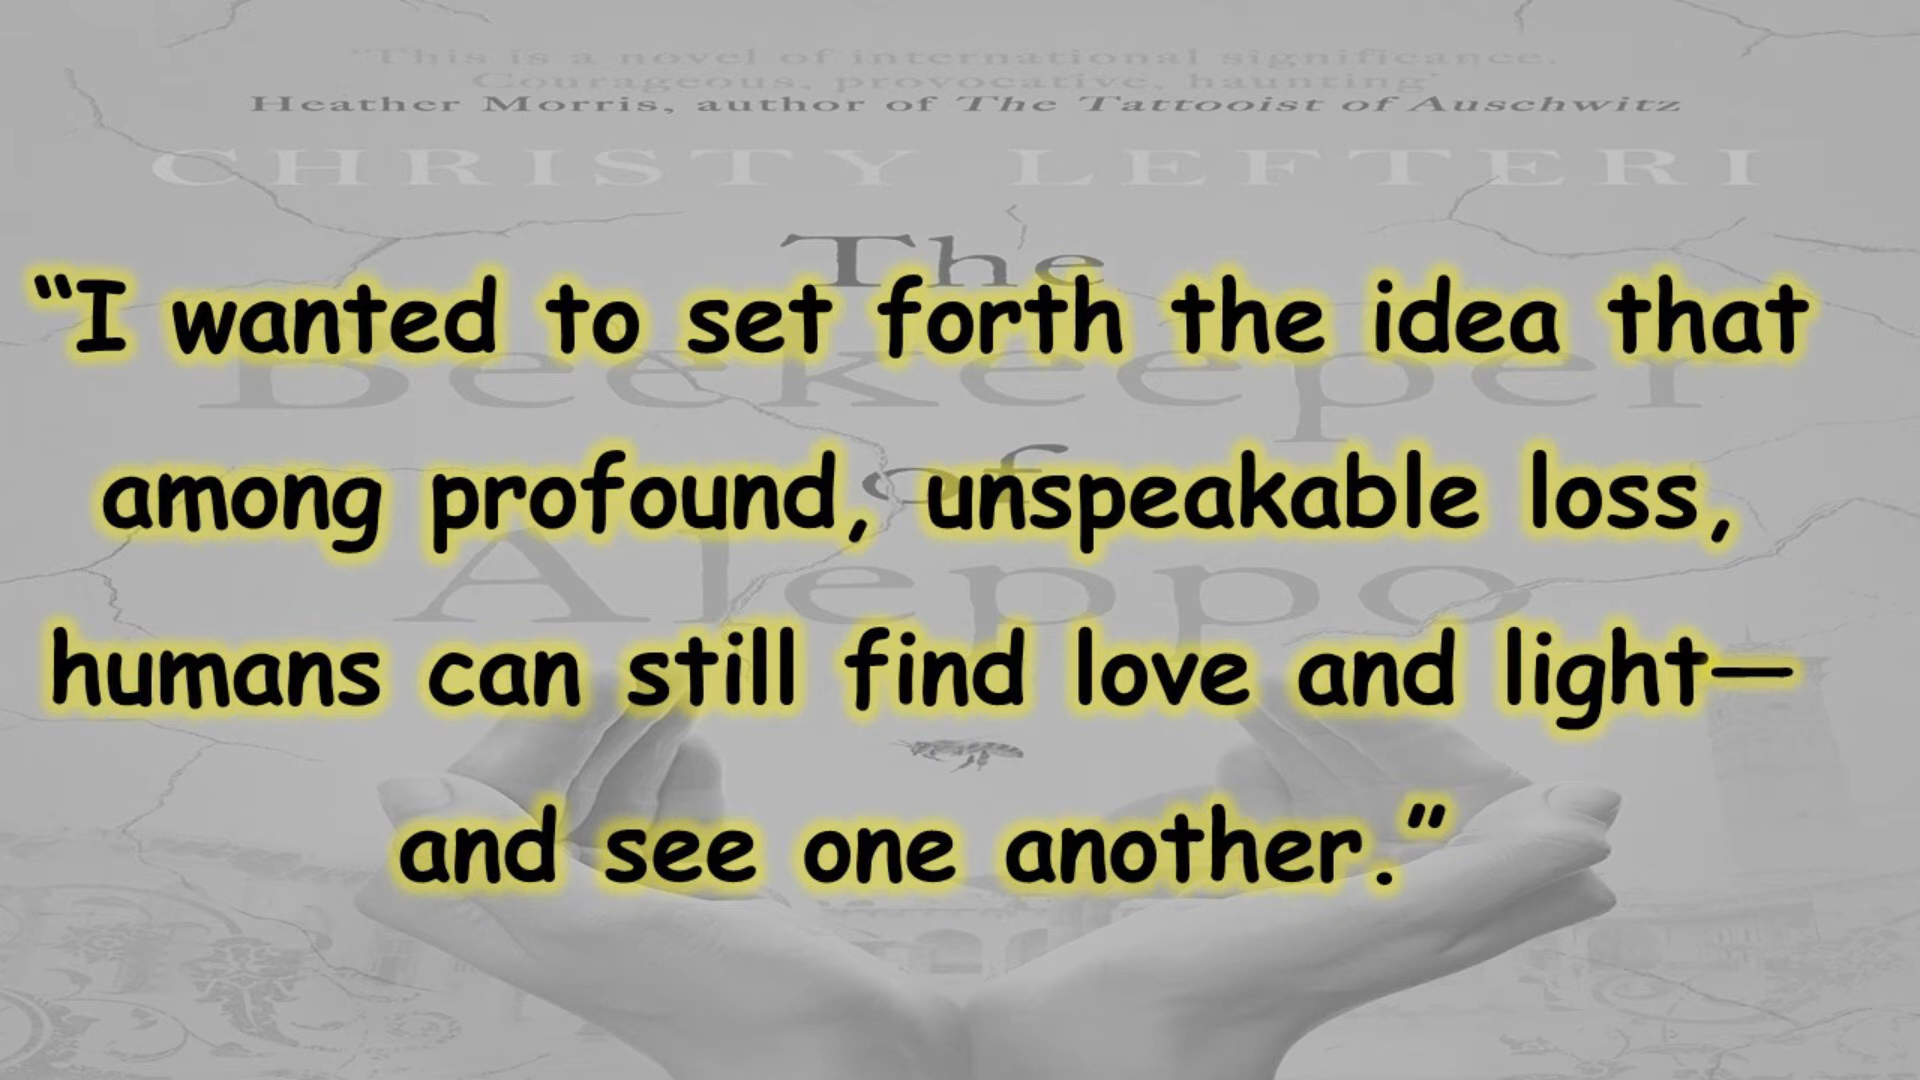 'This is a novel of international significance.
Courageous, provocative, haunting'
Heather Morris, author of The Tattooist of Auschwitz
CHRISTY LEFTERI
The
“I wanted to set forth the idea that
Beekeeper
of
among profound, unspeakable loss,
Aleppo
humans can still find love and light—
and see one another.”